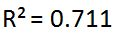 R² = 0.711